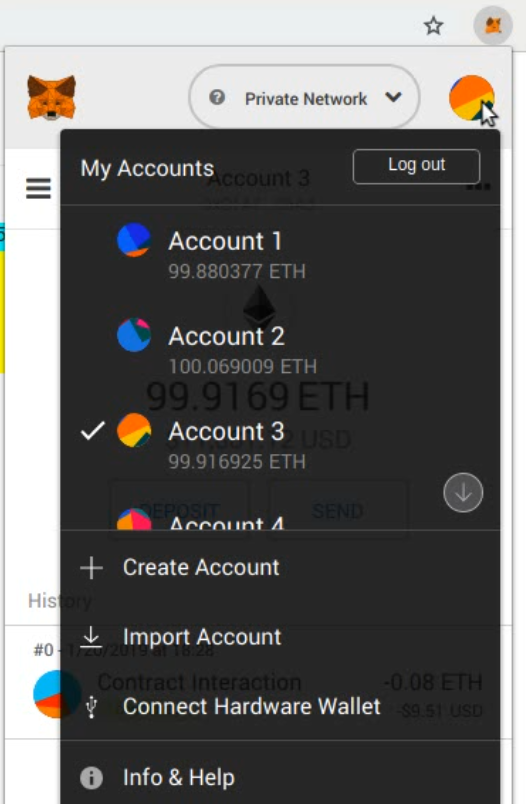 Private Network
My Accounts
Log out
Account 3
Account 1
99.880377 ETH
Account 2
100.069009 ETH
99.9169 ETH
Account 3
USD
99.916925 ETH
DEPOSIT
SEND
Account 4
Create Account
History
Import Account
#0 - 1/20/2019 at 18:28
Contract Interaction
-0.08 ETH
Connect Hardware Wallet
-$9.51 USD
Info & Help